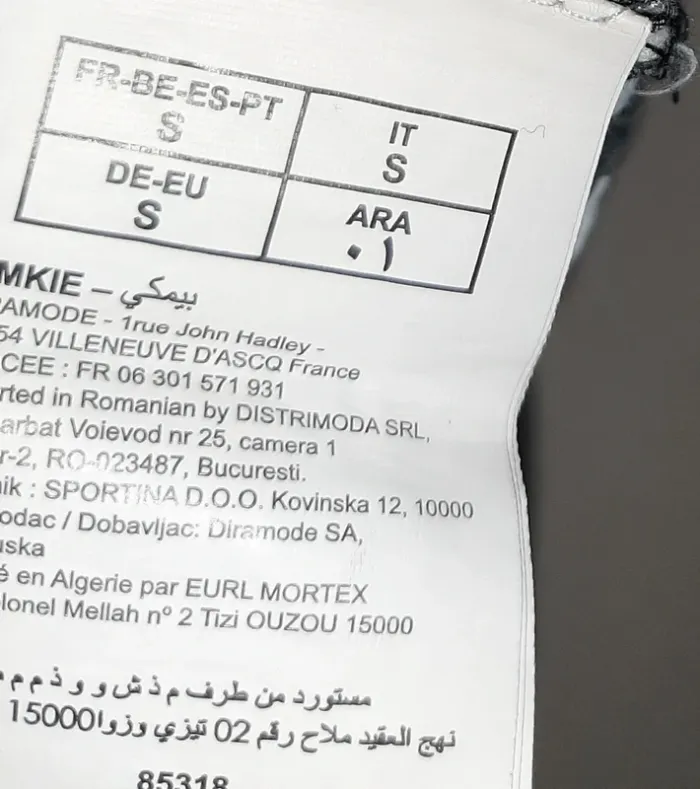 FR-BE-ES-PT
S
IT
S
DE-EU
S
ARA
٠١
MKIE – بيمكي
AMODE - 1rue John Hadley -
54 VILLENEUVE D'ASCQ France
CEE : FR 06 301 571 931
rted in Romanian by DISTRIMODA SRL,
arbat Voievod nr 25, camera 1
r-2, RO-023487, Bucuresti.
nik : SPORTINA D.O.O. Kovinska 12, 10000
odac / Dobavljac: Diramode SA,
uska
é en Algerie par EURL MORTEX
lonel Mellah nº 2 Tizi OUZOU 15000
مستورد من طرف م ذ ش و و ذ م م
نهج العقيد ملاح رقم 02 تيزي وزوا15000
85318